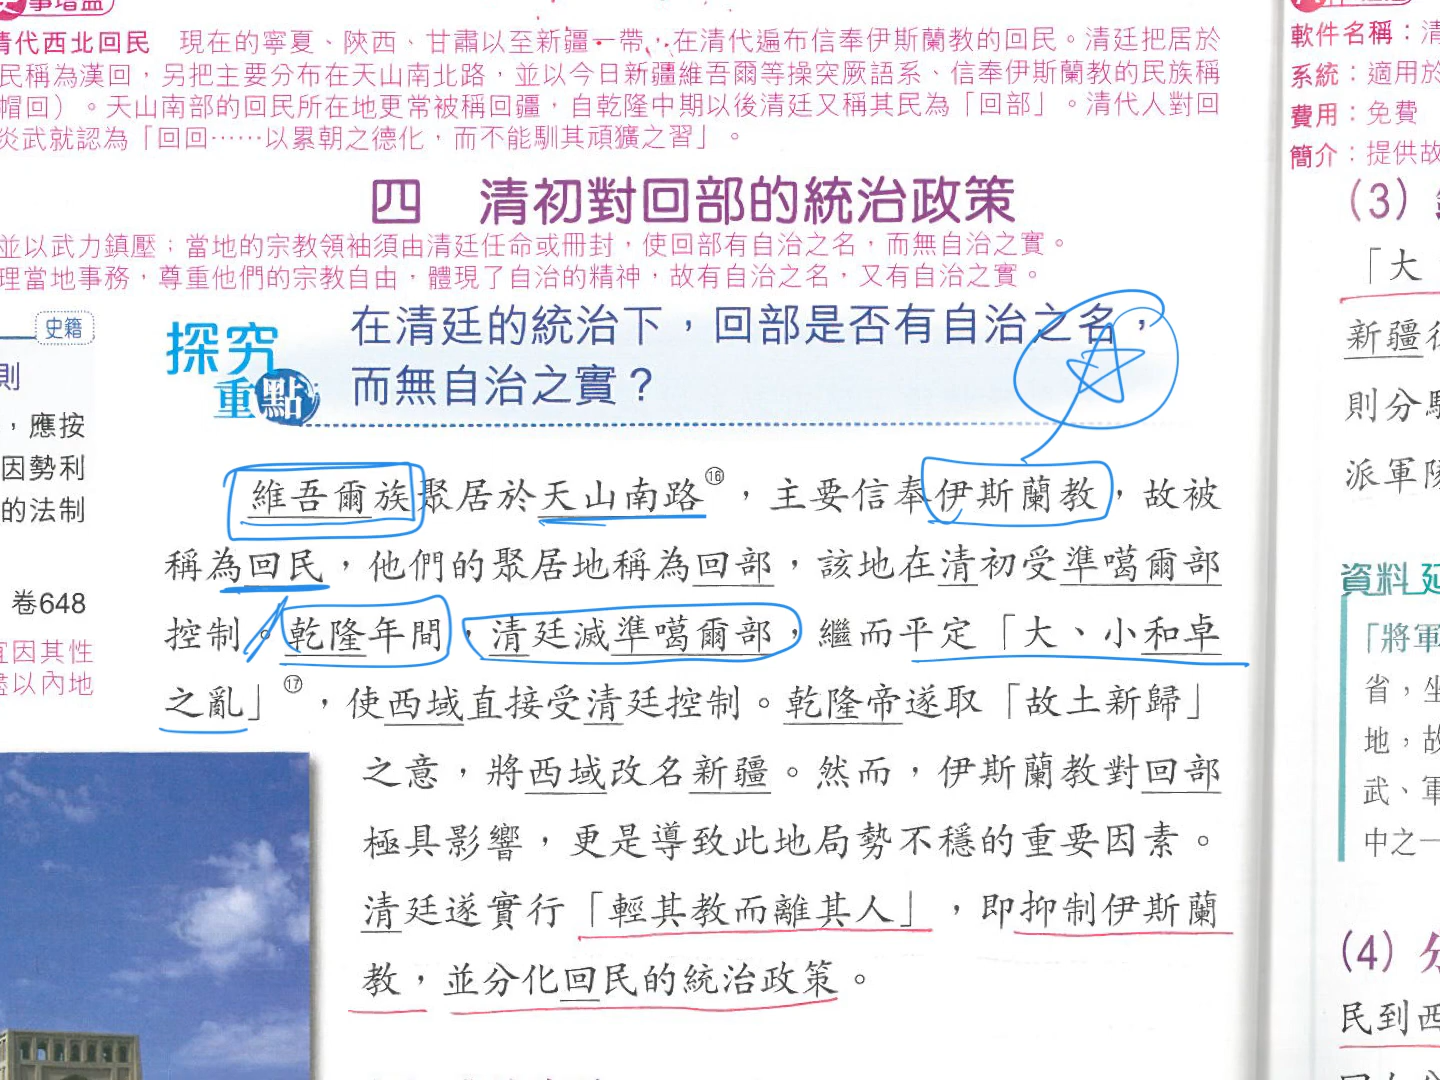 事增益
清代西北回民　現在的寧夏、陝西、甘肅以至新疆一帶，在清代遍布信奉伊斯蘭教的回民。清廷把居於
民稱為漢回，另把主要分布在天山南北路，並以今日新疆維吾爾等操突厥語系、信奉伊斯蘭教的民族稱
帽回）。天山南部的回民所在地更常被稱回疆，自乾隆中期以後清廷又稱其民為「回部」。清代人對回
炎武就認為「回回……以累朝之德化，而不能馴其頑獷之習」。
四　清初對回部的統治政策
並以武力鎮壓；當地的宗教領袖須由清廷任命或冊封，使回部有自治之名，而無自治之實。
理當地事務，尊重他們的宗教自由，體現了自治的精神，故有自治之名，又有自治之實。
探究重點
在清廷的統治下，回部是否有自治之名，
而無自治之實？
維吾爾族聚居於天山南路⑯，主要信奉伊斯蘭教，故被
稱為回民，他們的聚居地稱為回部，該地在清初受準噶爾部
控制。乾隆年間，清廷滅準噶爾部，繼而平定「大、小和卓
之亂」⑰，使西域直接受清廷控制。乾隆帝遂取「故土新歸」
之意，將西域改名新疆。然而，伊斯蘭教對回部
極具影響，更是導致此地局勢不穩的重要因素。
清廷遂實行「輕其教而離其人」，即抑制伊斯蘭
教，並分化回民的統治政策。
史籍
則
，應按
因勢利
的法制
卷648
宜因其性
盡以內地
軟件名稱：清
系統：適用於
費用：免費
簡介：提供故
(3)
「大
新疆
則分
派軍
資料延
「將軍
省，坐
地，故
武、軍
中之一
(4) 分
民到西